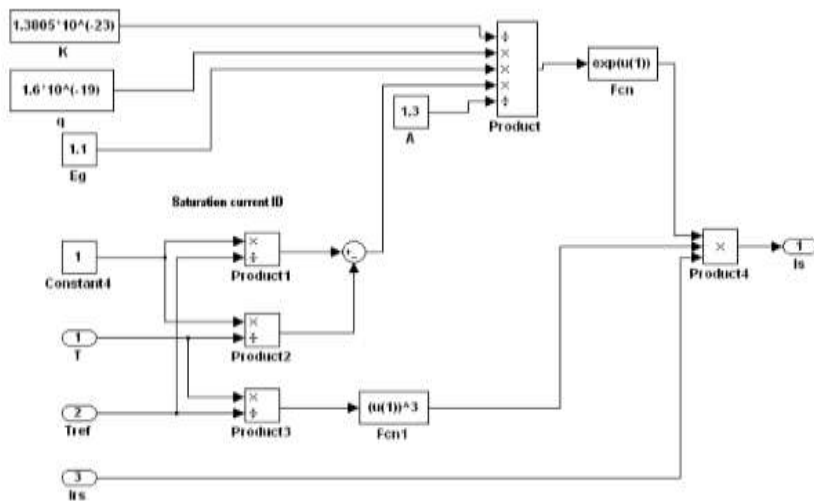 1.3805*10^(-23)
K
1.6*10^(-19)
q
1.1
Eg
1.3
A
÷
×
×
×
÷
Product
exp(u(1))
Fcn
Saturation current ID
1
Constant4
×
÷
Product1
+
-
×
÷
Product2
1
T
×
÷
Product3
2
Tref
(u(1))^3
Fcn1
3
Irs
×
Product4
1
Is